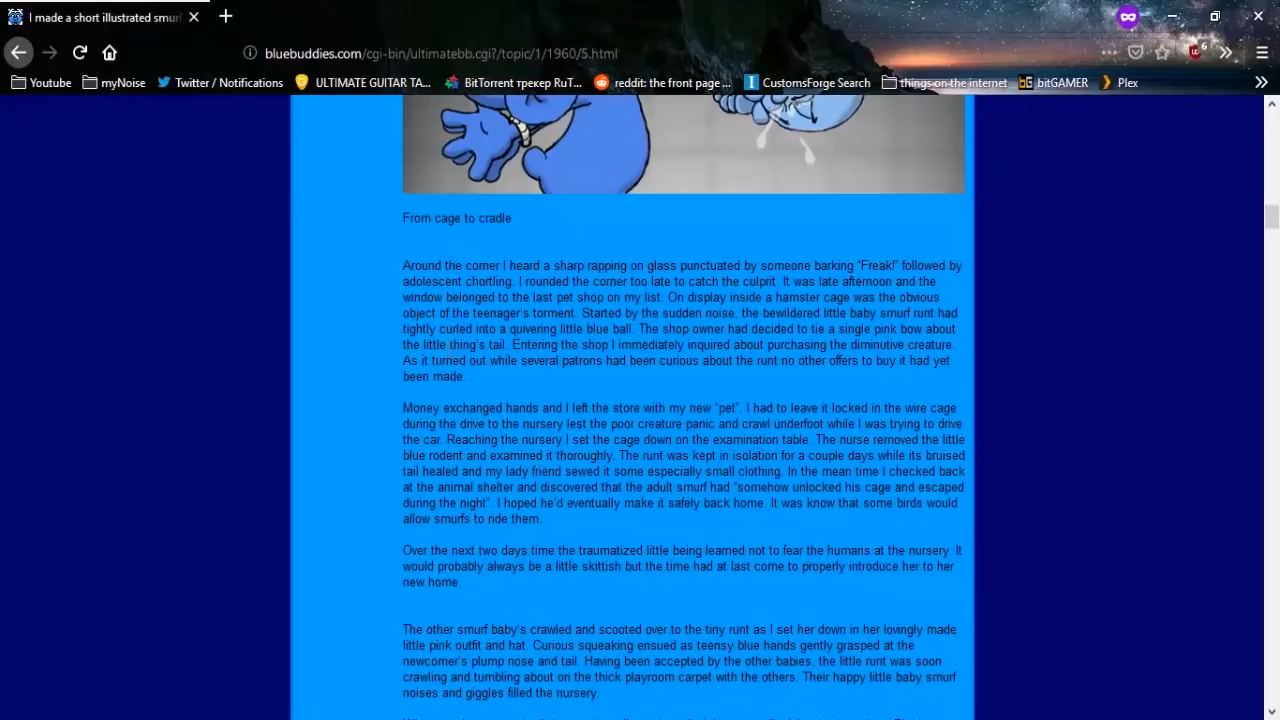 I made a short illustrated smurf
bluebuddies.com/cgi-bin/ultimatebb.cgi?/topic/1/1960/5.html
6
Youtube myNoise Twitter / Notifications ULTIMATE GUITAR TA... BitTorrent трекер RuT... reddit: the front page ... CustomsForge Search things on the internet bitGAMER Plex
From cage to cradle
Around the corner I heard a sharp rapping on glass punctuated by someone barking “Freak!” followed by
adolescent chortling. I rounded the corner too late to catch the culprit. It was late afternoon and the
window belonged to the last pet shop on my list. On display inside a hamster cage was the obvious
object of the teenager's torment. Started by the sudden noise, the bewildered little baby smurf runt had
tightly curled into a quivering little blue ball. The shop owner had decided to tie a single pink bow about
the little thing's tail. Entering the shop I immediately inquired about purchasing the diminutive creature.
As it turned out while several patrons had been curious about the runt no other offers to buy it had yet
been made.
Money exchanged hands and I left the store with my new “pet”. I had to leave it locked in the wire cage
during the drive to the nursery lest the poor creature panic and crawl underfoot while I was trying to drive
the car. Reaching the nursery I set the cage down on the examination table. The nurse removed the little
blue rodent and examined it thoroughly. The runt was kept in isolation for a couple days while its bruised
tail healed and my lady friend sewed it some especially small clothing. In the mean time I checked back
at the animal shelter and discovered that the adult smurf had “somehow unlocked his cage and escaped
during the night”. I hoped he'd eventually make it safely back home. It was know that some birds would
allow smurfs to ride them.
Over the next two days time the traumatized little being learned not to fear the humans at the nursery. It
would probably always be a little skittish but the time had at last come to properly introduce her to her
new home.
The other smurf baby's crawled and scooted over to the tiny runt as I set her down in her lovingly made
little pink outfit and hat. Curious squeaking ensued as teensy blue hands gently grasped at the
newcomer's plump nose and tail. Having been accepted by the other babies, the little runt was soon
crawling and tumbling about on the thick playroom carpet with the others. Their happy little baby smurf
noises and giggles filled the nursery.